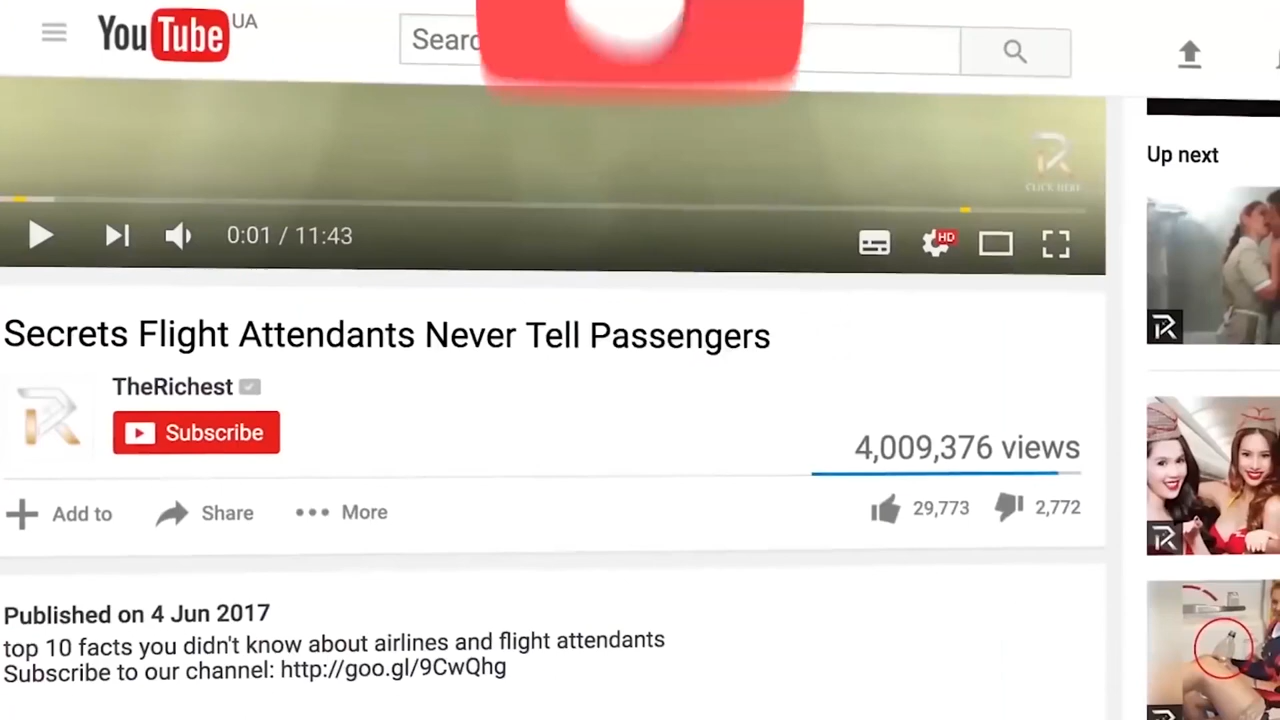 YouTube UA
Searc
CLICK HERE
0:01 / 11:43
HD
Up next
Secrets Flight Attendants Never Tell Passengers
TheRichest
Subscribe
4,009,376 views
Add to
Share
More
29,773
2,772
Published on 4 Jun 2017
top 10 facts you didn't know about airlines and flight attendants
Subscribe to our channel: http://goo.gl/9CwQhg